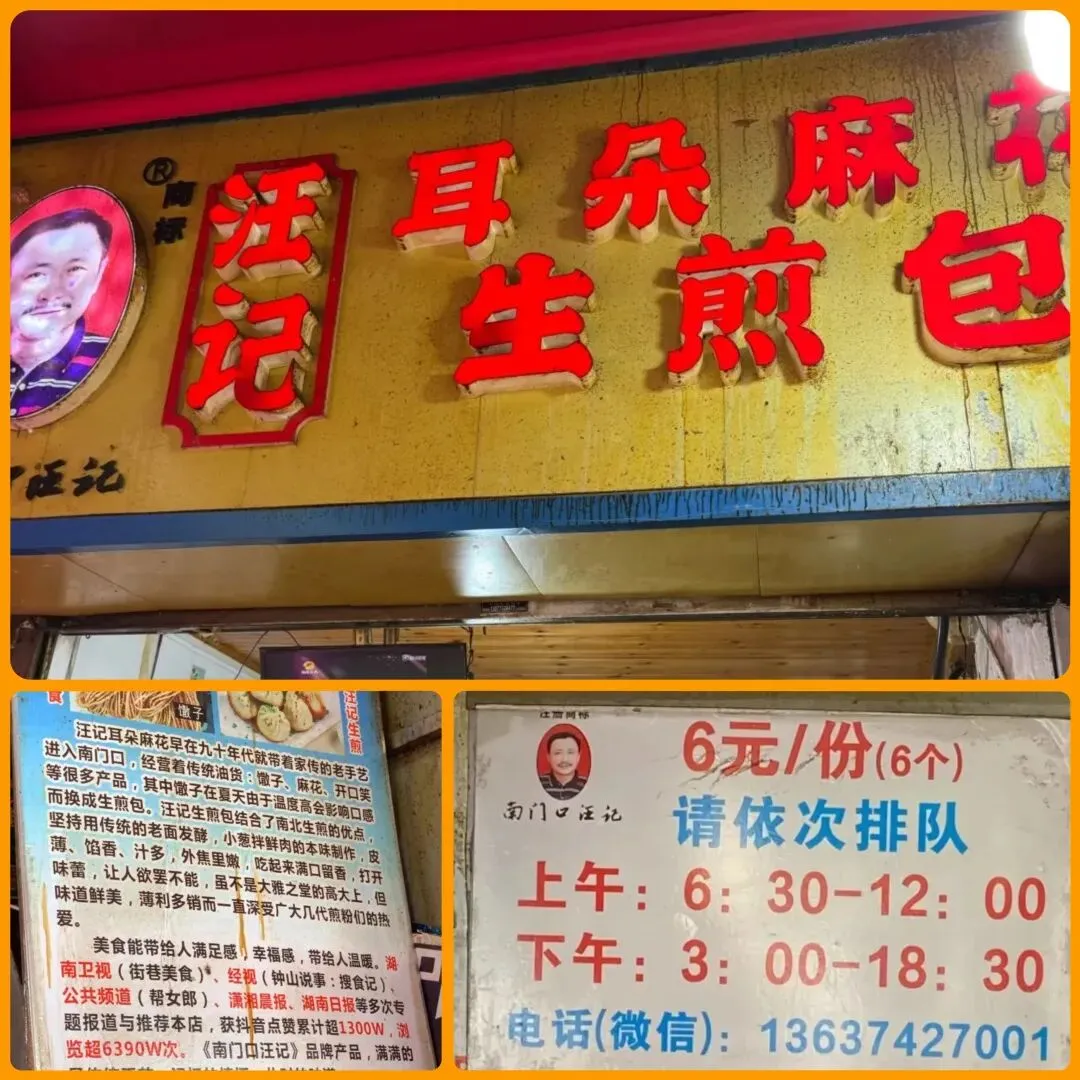 ®商标
汪记
耳朵麻花
生煎包
口汪记
食
馓子
汪记生煎
汪记耳朵麻花早在九十年代就带着家传的老手艺
进入南门口，经营着传统油货：馓子、麻花、开口笑
等很多产品，其中馓子在夏天由于温度高会影响口感
而换成生煎包。汪记生煎包结合了南北生煎的优点，
坚持用传统的老面发酵，小葱拌鲜肉的本味制作，皮
薄、馅香、汁多，外焦里嫩，吃起来满口留香，打开
味蕾，让人欲罢不能，虽不是大雅之堂的高大上，但
味道鲜美，薄利多销而一直深受广大几代煎粉们的热
爱。
美食能带给人满足感，幸福感，带给人温暖。湖
南卫视（街巷美食）、经视（钟山说事：搜食记）、
公共频道（帮女郎）、潇湘晨报、湖南日报等多次专
题报道与推荐本店，获抖音点赞累计超1300W，浏
览超6390W次。《南门口汪记》品牌产品，满满的
汪记商标
南门口汪记
6元/份(6个)
请依次排队
上午：6：30-12：00
下午：3：00-18：30
电话(微信)：13637427001